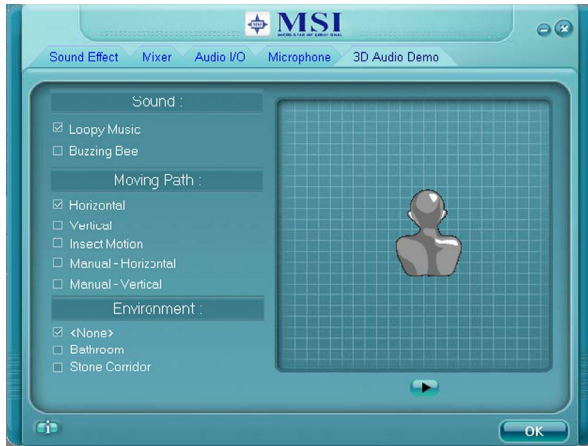 MSI
Sound Effect Mixer Audio I/O Microphone 3D Audio Demo
Sound :
Loopy Music
Buzzing Bee
Moving Path :
Horizontal
Vertical
Insect Motion
Manual - Horizontal
Manual - Vertical
Environment :
<None>
Bathroom
Stone Corridor
OK